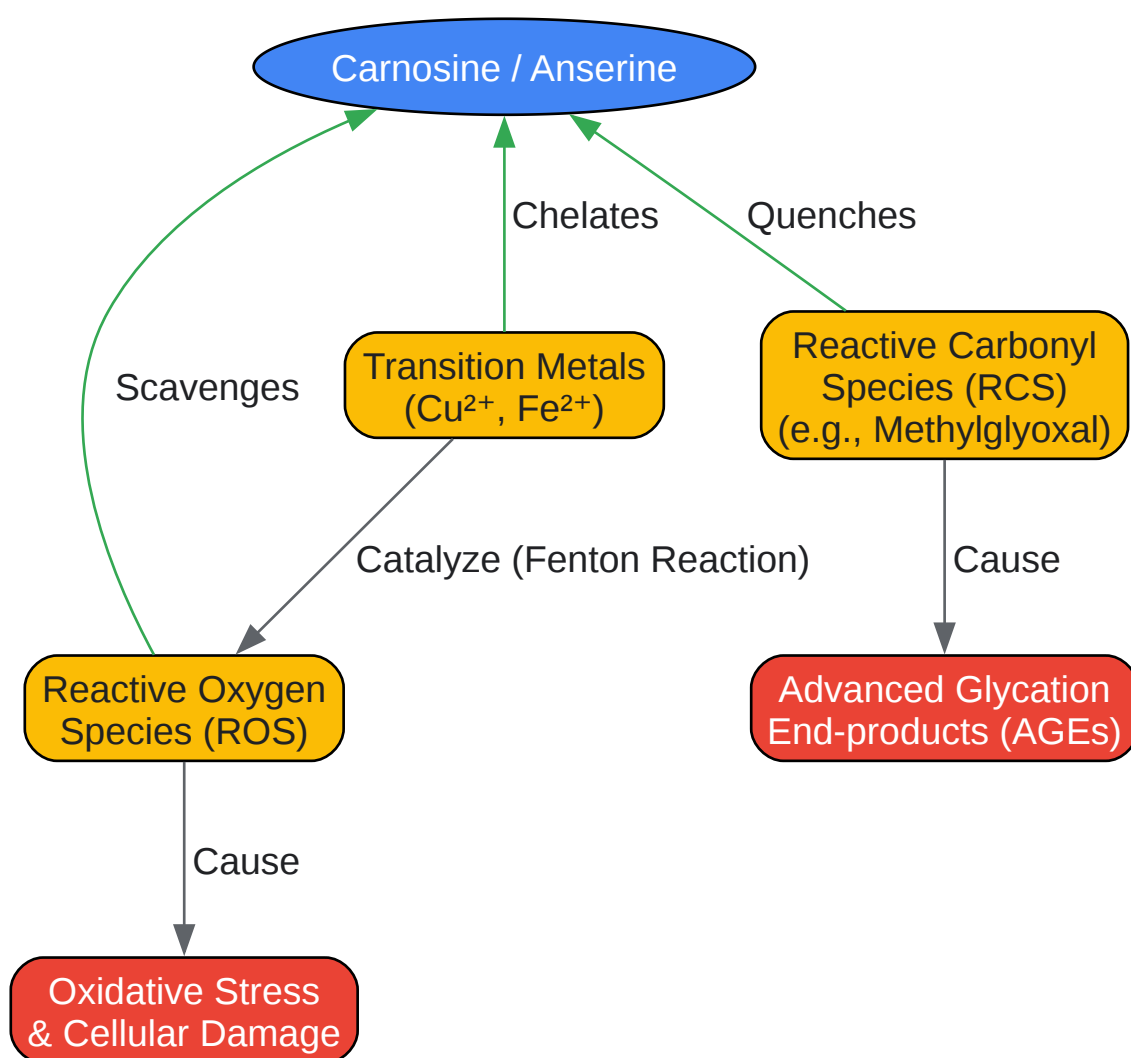 Carnosine / Anserine
Chelates
Quenches
Scavenges
Transition Metals
(Cu²⁺, Fe²⁺)
Reactive Carbonyl
Species (RCS)
(e.g., Methylglyoxal)
Catalyze (Fenton Reaction)
Cause
Reactive Oxygen
Species (ROS)
Advanced Glycation
End-products (AGEs)
Cause
Oxidative Stress
& Cellular Damage